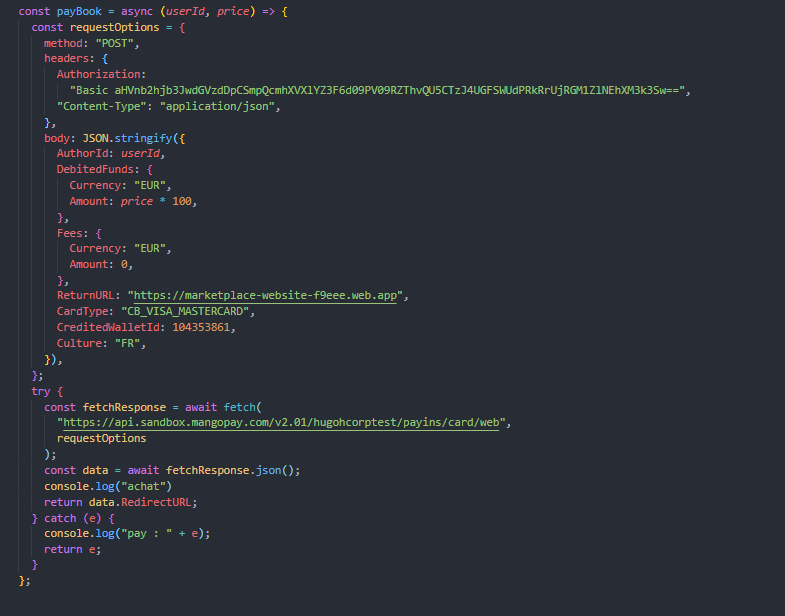 const payBook = async (userId, price) => {
const requestOptions = {
method: "POST",
headers: {
Authorization:
"Basic aHVnb2hjb3JwdGVzdDpCSmpQcmhXVXlYZ3F6d09PV09RZThvQU5CTzJ4UGFSWUdPRkRrUjRGM1Z1NEhXM3k3Sw==",
"Content-Type": "application/json",
},
body: JSON.stringify({
AuthorId: userId,
DebitedFunds: {
Currency: "EUR",
Amount: price * 100,
},
Fees: {
Currency: "EUR",
Amount: 0,
},
ReturnURL: "https://marketplace-website-f9eee.web.app",
CardType: "CB_VISA_MASTERCARD",
CreditedWalletId: 104353861,
Culture: "FR",
}),
};
try {
const fetchResponse = await fetch(
"https://api.sandbox.mangopay.com/v2.01/hugohcorptest/payins/card/web",
requestOptions
);
const data = await fetchResponse.json();
console.log("achat")
return data.RedirectURL;
} catch (e) {
console.log("pay : " + e);
return e;
}
};